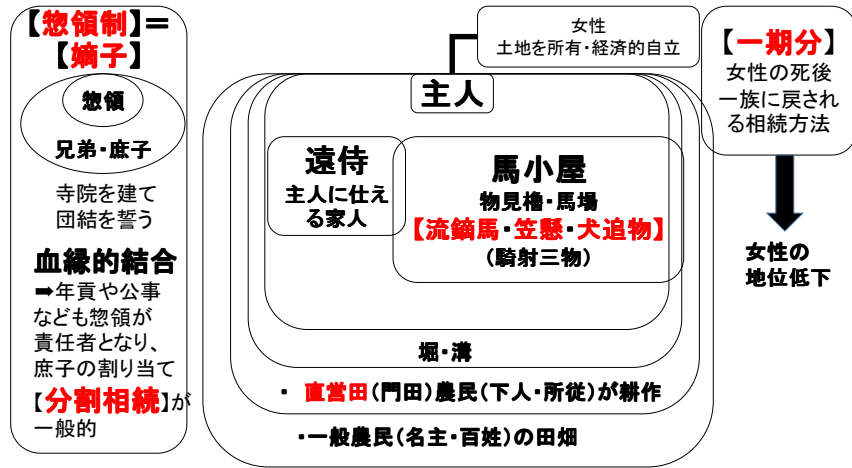 【惣領制】＝
【嫡子】
惣領
兄弟・庶子
寺院を建て
団結を誓う
血縁的結合
➡年貢や公事
なども惣領が
責任者となり、
庶子の割り当て
【分割相続】が
一般的
女性
土地を所有・経済的自立
主人
遠侍
主人に仕え
る家人
馬小屋
物見櫓・馬場
【流鏑馬・笠懸・犬追物】
(騎射三物)
堀・溝
・ 直営田(門田)農民(下人・所従)が耕作
・一般農民(名主・百姓)の田畑
【一期分】
女性の死後
一族に戻され
る相続方法
女性の
地位低下